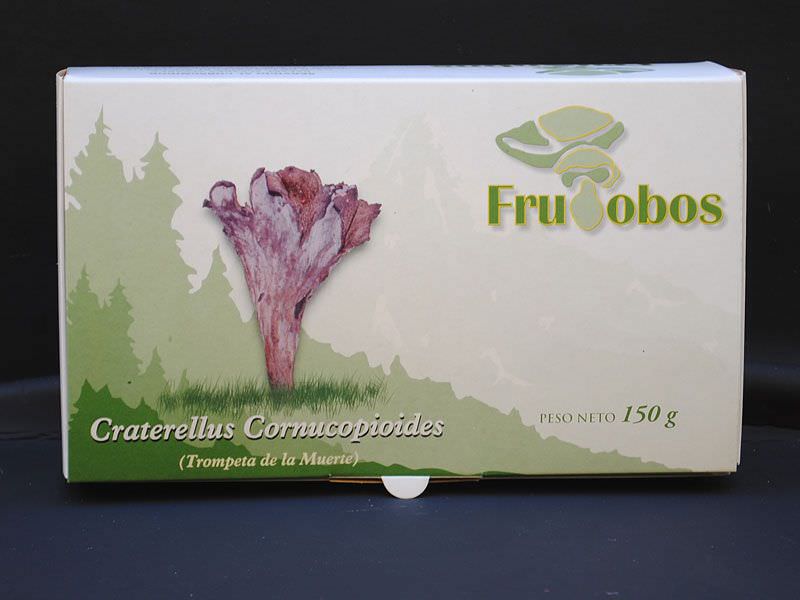 Frutobos
Craterellus Cornucopioides
(Trompeta de la Muerte)
PESO NETO 150 g